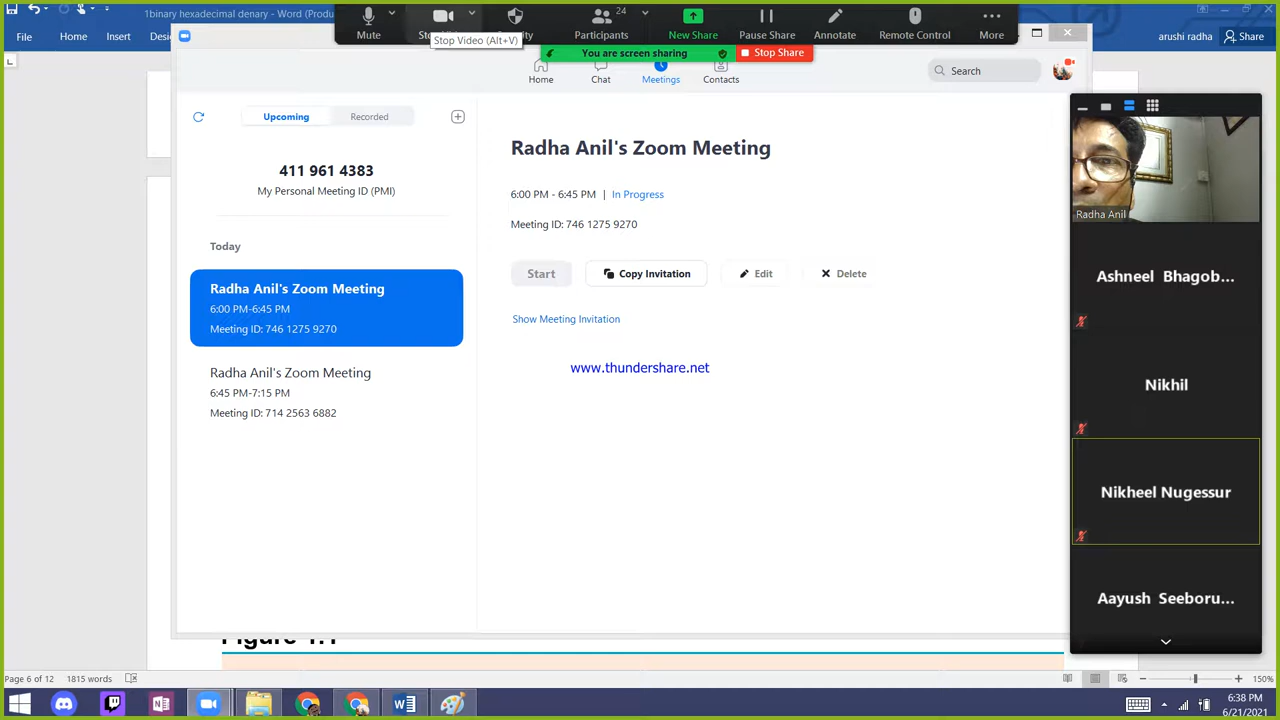 1binary hexadecimal denary - Word (Produ
File
Home
Insert
Desi
arushi radha
Share
Mute
Stop Video (Alt+V)
24
Participants
New Share
Pause Share
Annotate
Remote Control
More
You are screen sharing
Stop Share
Home
Chat
Meetings
Contacts
Search
Upcoming
Recorded
411 961 4383
My Personal Meeting ID (PMI)
Today
Radha Anil's Zoom Meeting
6:00 PM-6:45 PM
Meeting ID: 746 1275 9270
Radha Anil's Zoom Meeting
6:45 PM-7:15 PM
Meeting ID: 714 2563 6882
Radha Anil's Zoom Meeting
6:00 PM - 6:45 PM | In Progress
Meeting ID: 746 1275 9270
Start
Copy Invitation
Edit
Delete
Show Meeting Invitation
www.thundershare.net
Radha Anil
Ashneel Bhagob...
Nikhil
Nikheel Nugessur
Aayush Seeboru...
Figure 1.1
Page 6 of 12
1815 words
150%
6:38 PM
6/21/2021